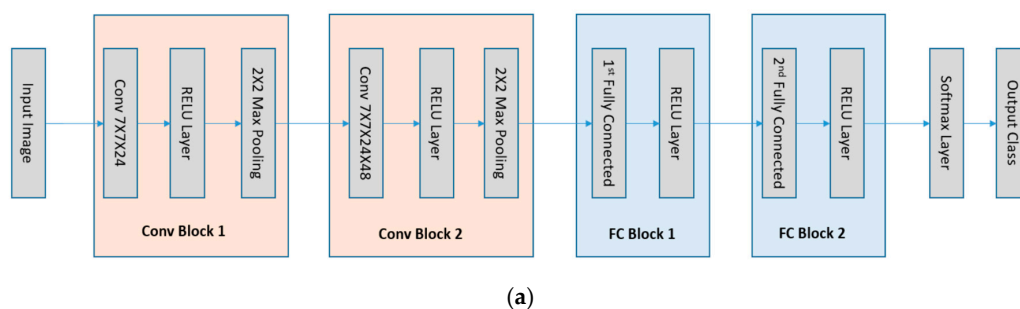 Input Image
Conv 7X7X24
RELU Layer
2X2 Max Pooling
Conv Block 1
Conv 7X7X24X48
RELU Layer
2X2 Max Pooling
Conv Block 2
1st Fully Connected
RELU Layer
FC Block 1
2nd Fully Connected
RELU Layer
FC Block 2
Softmax Layer
Output Class
(a)